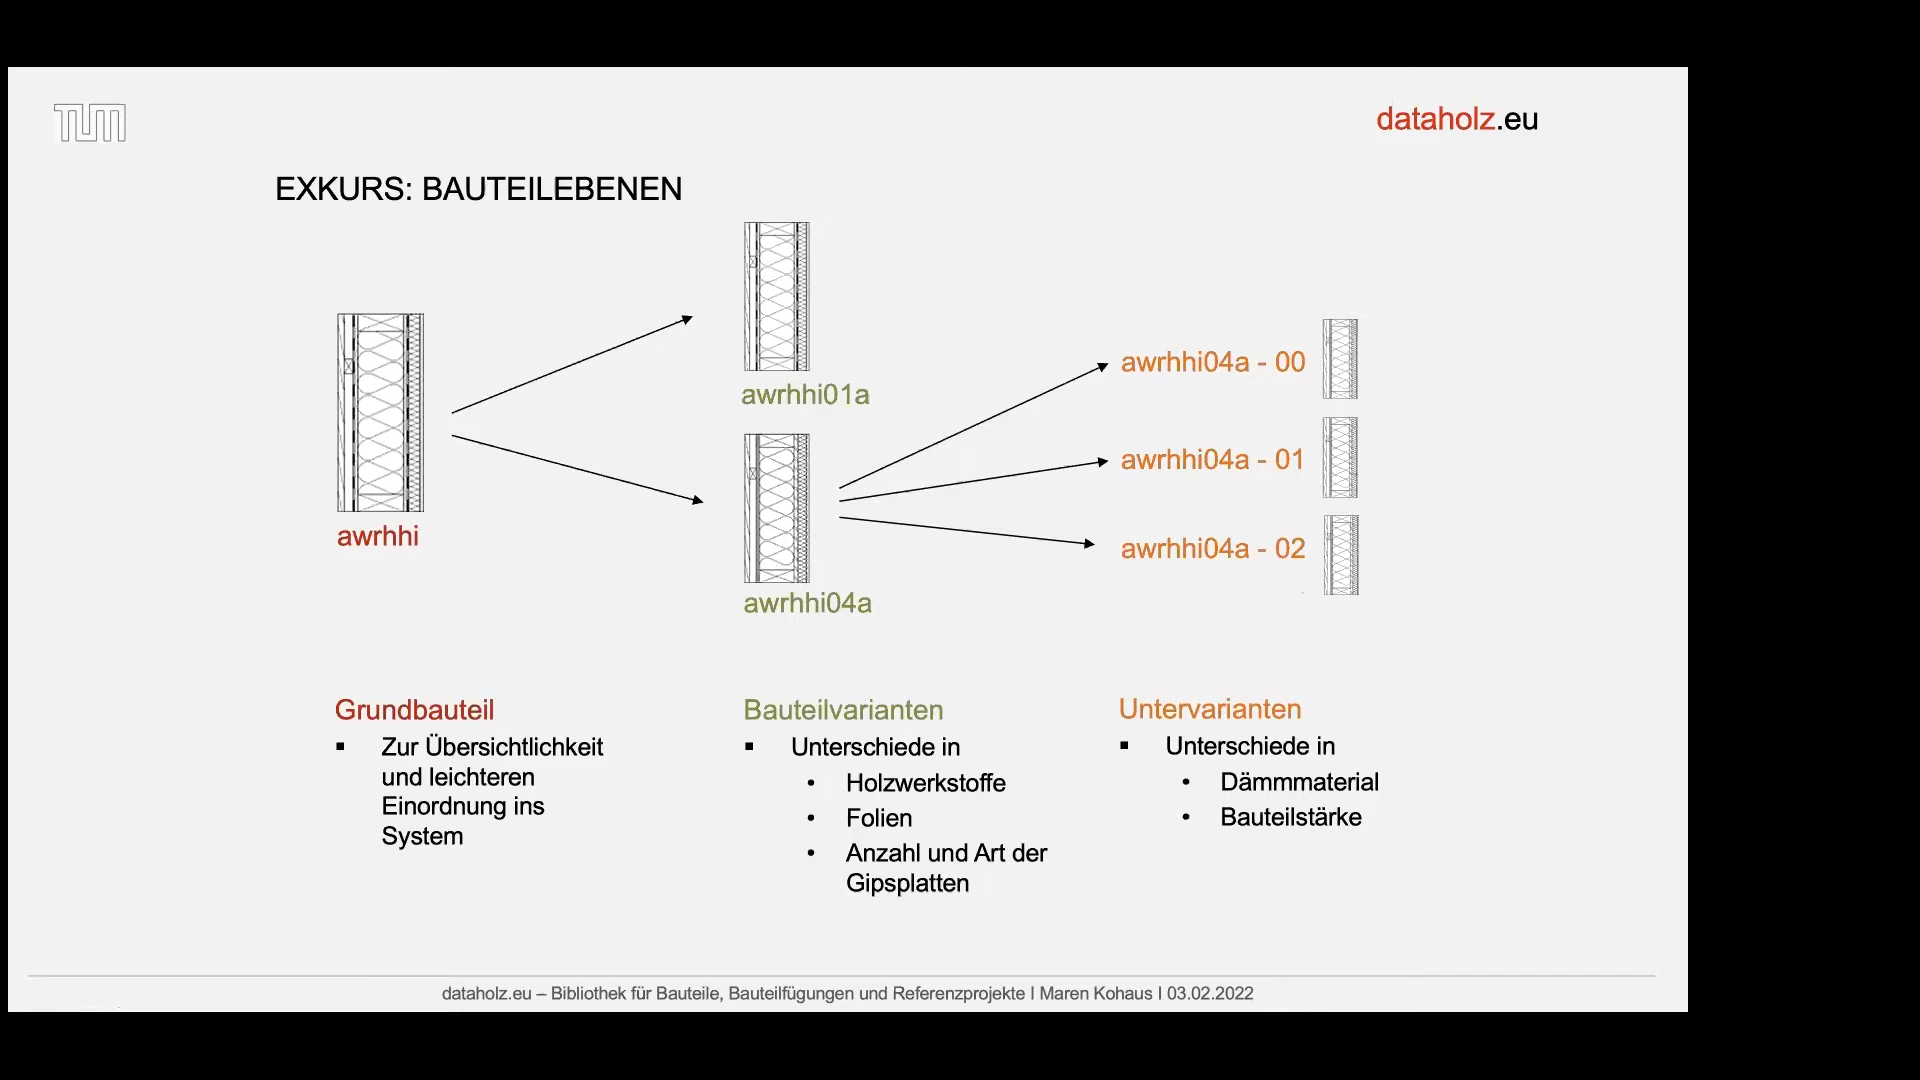 TUM
dataholz.eu
EXKURS: BAUTEILEBENEN
awrhhi
awrhhi01a
awrhhi04a
awrhhi04a - 00
awrhhi04a - 01
awrhhi04a - 02
Grundbauteil
▪ Zur Übersichtlichkeit
und leichteren
Einordnung ins
System
Bauteilvarianten
▪ Unterschiede in
• Holzwerkstoffe
• Folien
• Anzahl und Art der
Gipsplatten
Untervarianten
▪ Unterschiede in
• Dämmmaterial
• Bauteilstärke
dataholz.eu – Bibliothek für Bauteile, Bauteilfügungen und Referenzprojekte I Maren Kohaus I 03.02.2022